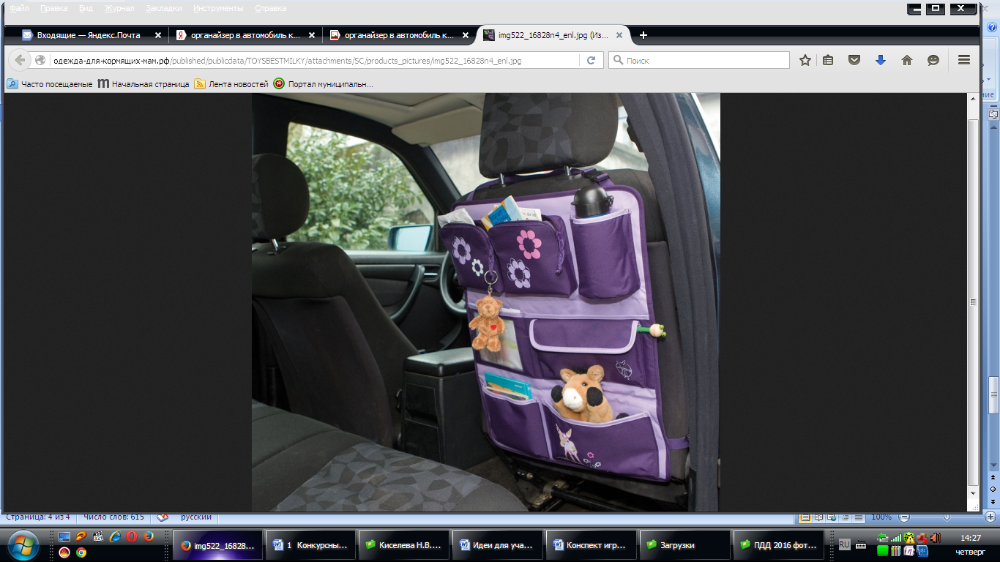 Файл Правка Вид Журнал Закладки Инструменты Справка
Входящие — Яндекс.Почта
органайзер в автомобиль к...
органайзер в автомобиль к...
img522_16828n4_enl.jpg (Из...
одежда-для-кормящих-мам.рф/published/publicdata/TOYSBESTMILKY/attachments/SC/products_pictures/img522_16828n4_enl.jpg
Поиск
Часто посещаемые
Начальная страница
Лента новостей
Портал муниципальн...
ние
Страница: 4 из 4
Число слов: 615
русский
100%
img522_16828...
1 Конкурсны...
Киселева Н.В....
Идеи для уча...
Конспект игр...
Загрузки
ПДД 2016 фот...
RU
14:27
четверг